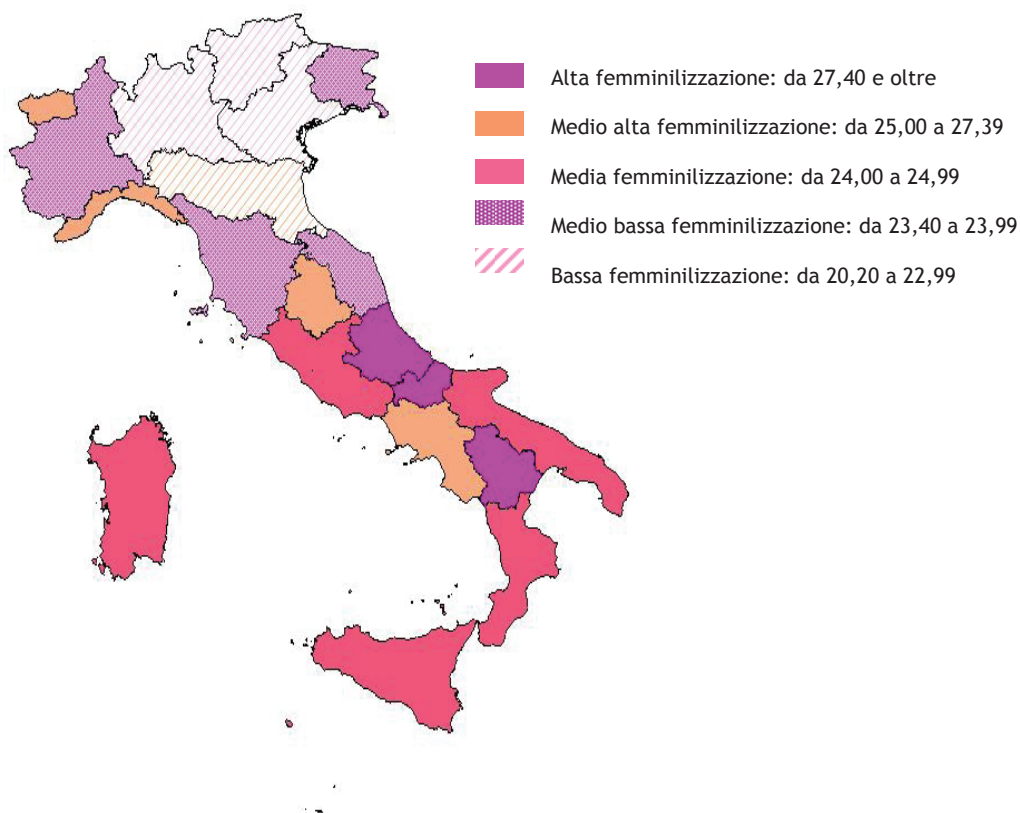 Alta femminilizzazione: da 27,40 e oltre
Medio alta femminilizzazione: da 25,00 a 27,39
Media femminilizzazione: da 24,00 a 24,99
Medio bassa femminilizzazione: da 23,40 a 23,99
Bassa femminilizzazione: da 20,20 a 22,99